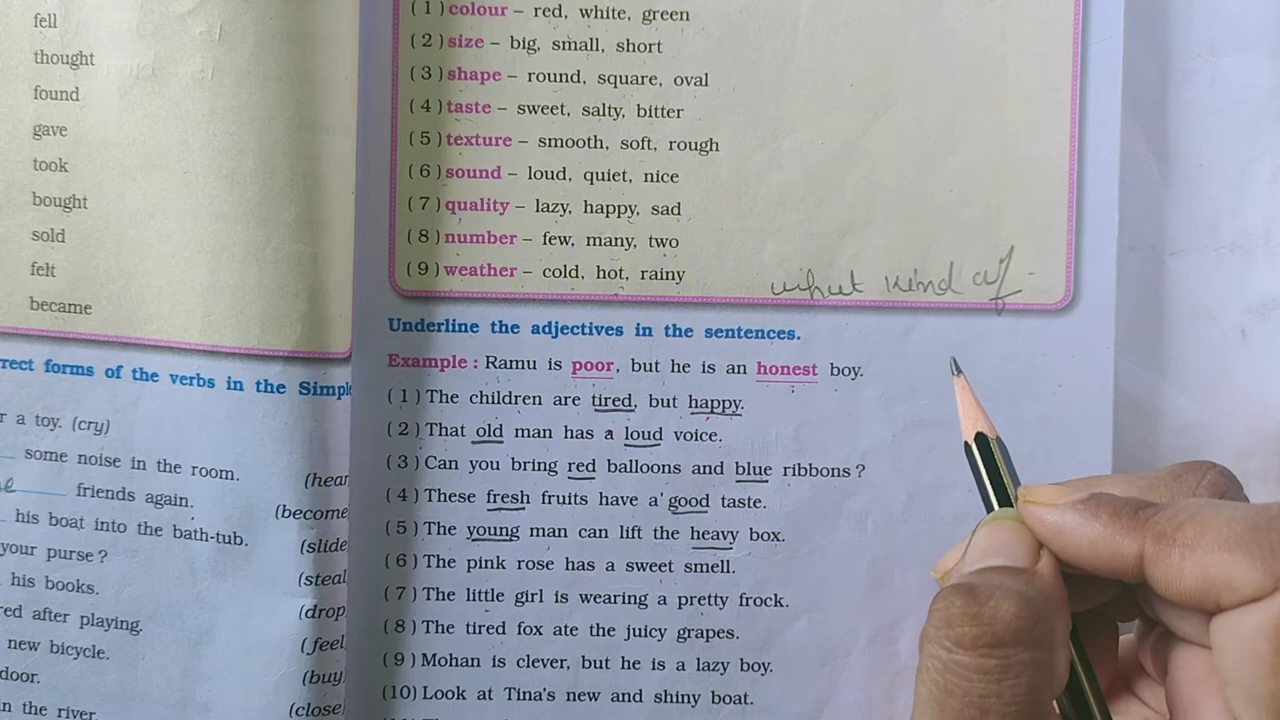 fell
thought
found
gave
took
bought
sold
felt
became
rrect forms of the verbs in the Simple
r a toy. (cry)
some noise in the room. (hear
friends again. (become
his boat into the bath-tub. (slide
your purse? (steal
his books. (drop
red after playing. (feel
new bicycle. (buy
door. (close
in the river.
(1) colour – red, white, green
(2) size – big, small, short
(3) shape – round, square, oval
(4) taste – sweet, salty, bitter
(5) texture – smooth, soft, rough
(6) sound – loud, quiet, nice
(7) quality – lazy, happy, sad
(8) number – few, many, two
(9) weather – cold, hot, rainy
what kind of
Underline the adjectives in the sentences.
Example : Ramu is poor, but he is an honest boy.
(1) The children are tired, but happy.
(2) That old man has a loud voice.
(3) Can you bring red balloons and blue ribbons?
(4) These fresh fruits have a good taste.
(5) The young man can lift the heavy box.
(6) The pink rose has a sweet smell.
(7) The little girl is wearing a pretty frock.
(8) The tired fox ate the juicy grapes.
(9) Mohan is clever, but he is a lazy boy.
(10) Look at Tina's new and shiny boat.